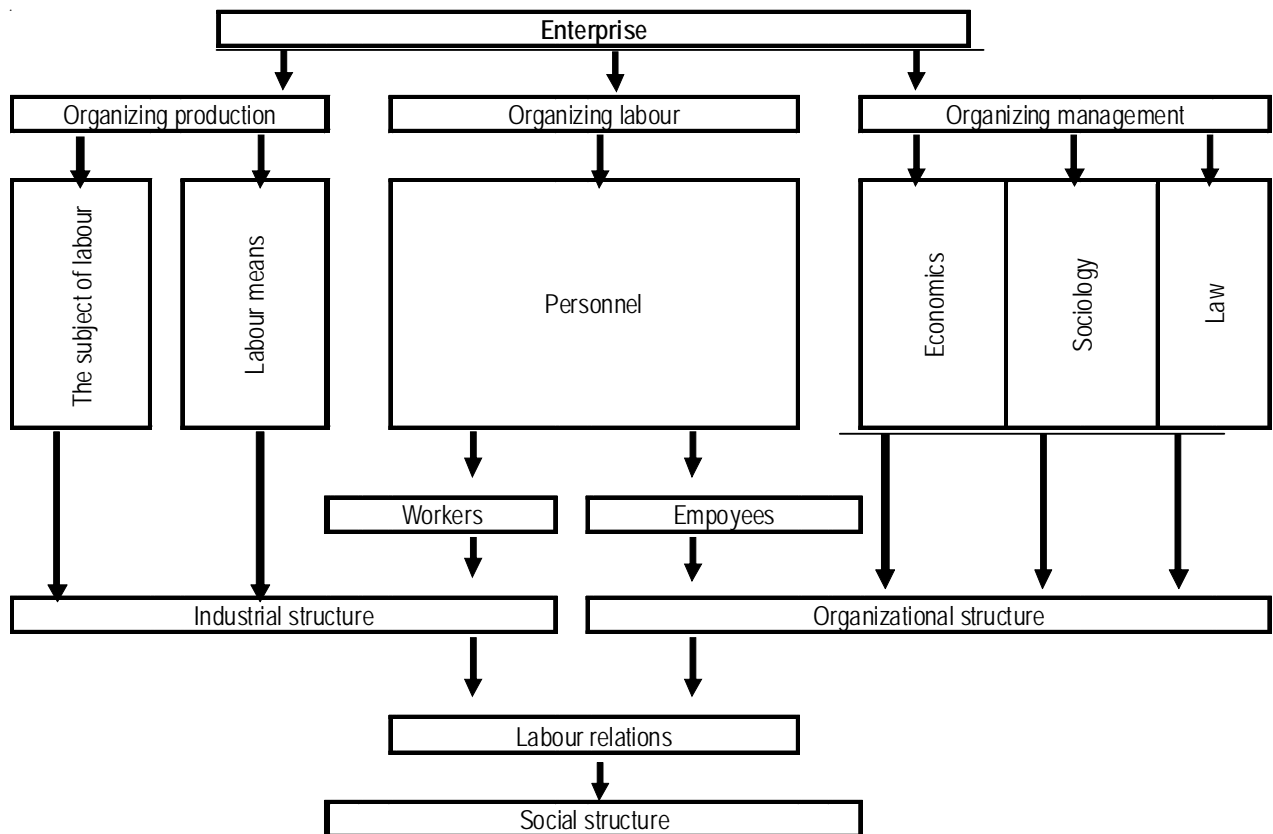 Enterprise
Organizing production
Organizing labour
Organizing management
The subject of labour
Labour means
Personnel
Economics
Sociology
Law
Workers
Empoyees
Industrial structure
Organizational structure
Labour relations
Social structure